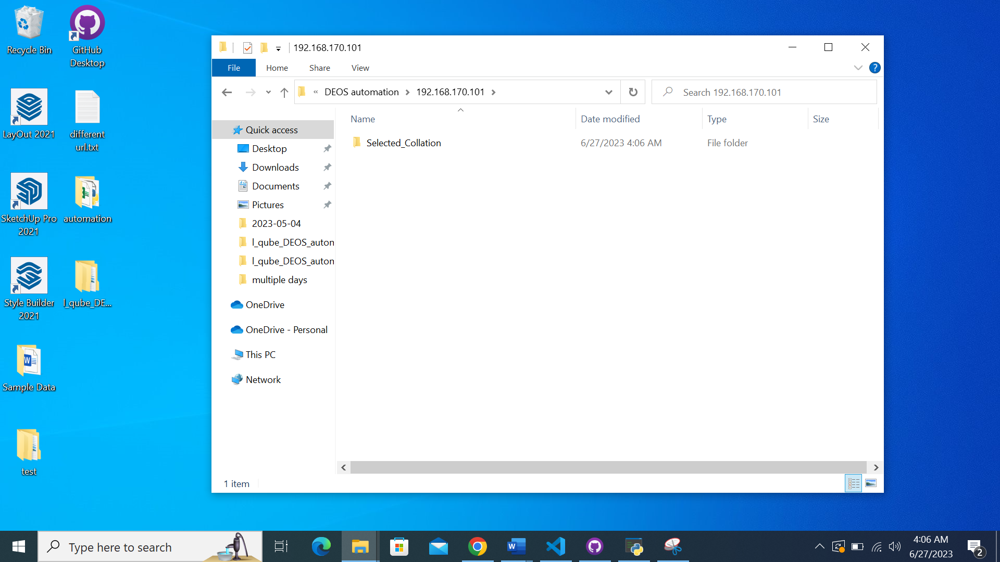 Recycle Bin
GitHub
Desktop
LayOut 2021
different
url.txt
SketchUp Pro
2021
automation
Style Builder
2021
l_qube_DE...
Sample Data
test
192.168.170.101
File
Home
Share
View
?
«
DEOS automation
192.168.170.101
Search 192.168.170.101
Name
Date modified
Type
Size
Selected_Collation
6/27/2023 4:06 AM
File folder
Quick access
Desktop
Downloads
Documents
Pictures
2023-05-04
l_qube_DEOS_auton
l_qube_DEOS_auton
multiple days
OneDrive
OneDrive - Personal
This PC
Network
1 item
Type here to search
4:06 AM
6/27/2023
2